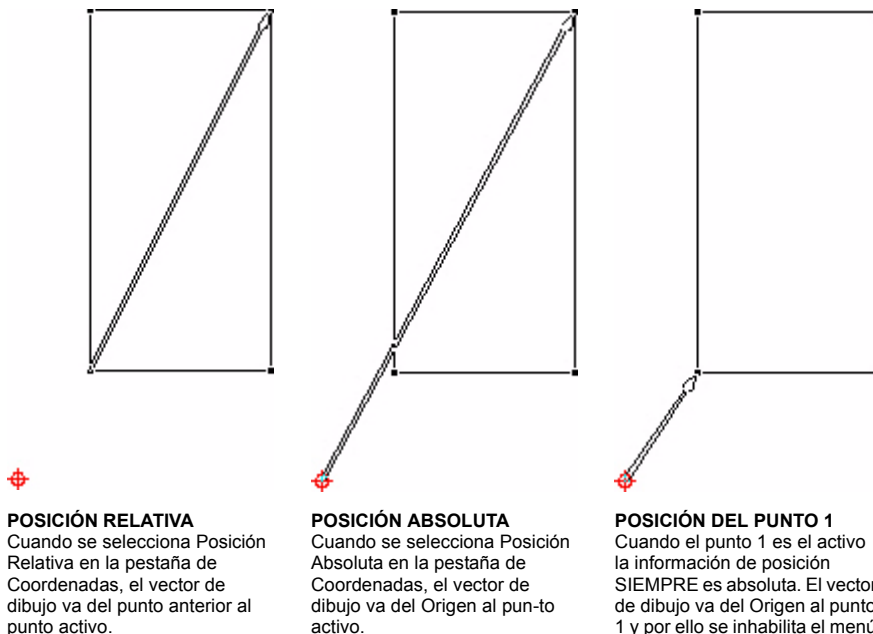 POSICIÓN RELATIVA
Cuando se selecciona Posición
Relativa en la pestaña de
Coordenadas, el vector de
dibujo va del punto anterior al
punto activo.
POSICIÓN ABSOLUTA
Cuando se selecciona Posición
Absoluta en la pestaña de
Coordenadas, el vector de
dibujo va del Origen al pun-to
activo.
POSICIÓN DEL PUNTO 1
Cuando el punto 1 es el activo
la información de posición
SIEMPRE es absoluta. El vector
de dibujo va del Origen al punto
1 y por ello se inhabilita el menú